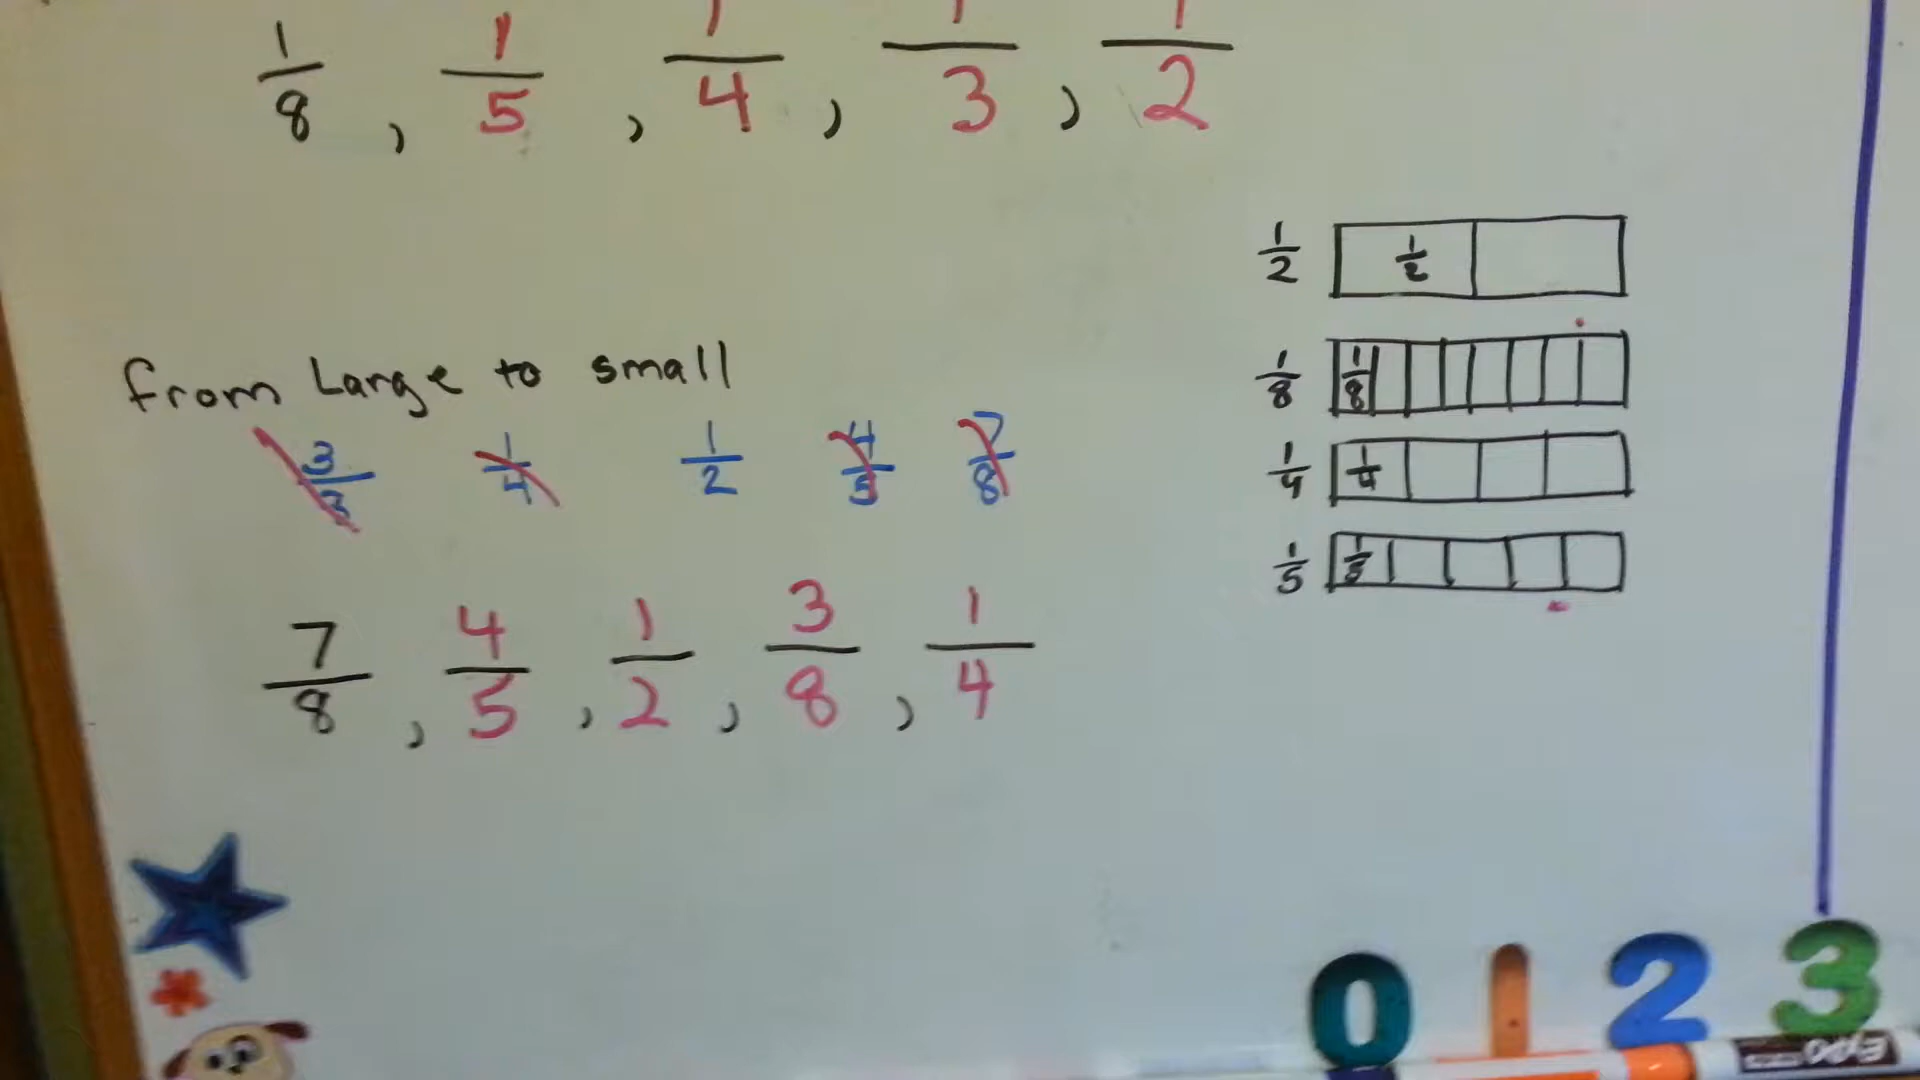 1/8 , 1/5 , 1/4 , 1/3 , 1/2
1/2 1/2
From Large to small
1/8 1/8
3/3 1/4 1/2 4/5 7/8
1/4 1/4
1/5 1/5
7/8 , 4/5 , 1/2 , 3/8 , 1/4
0 1 2 3
EXPO